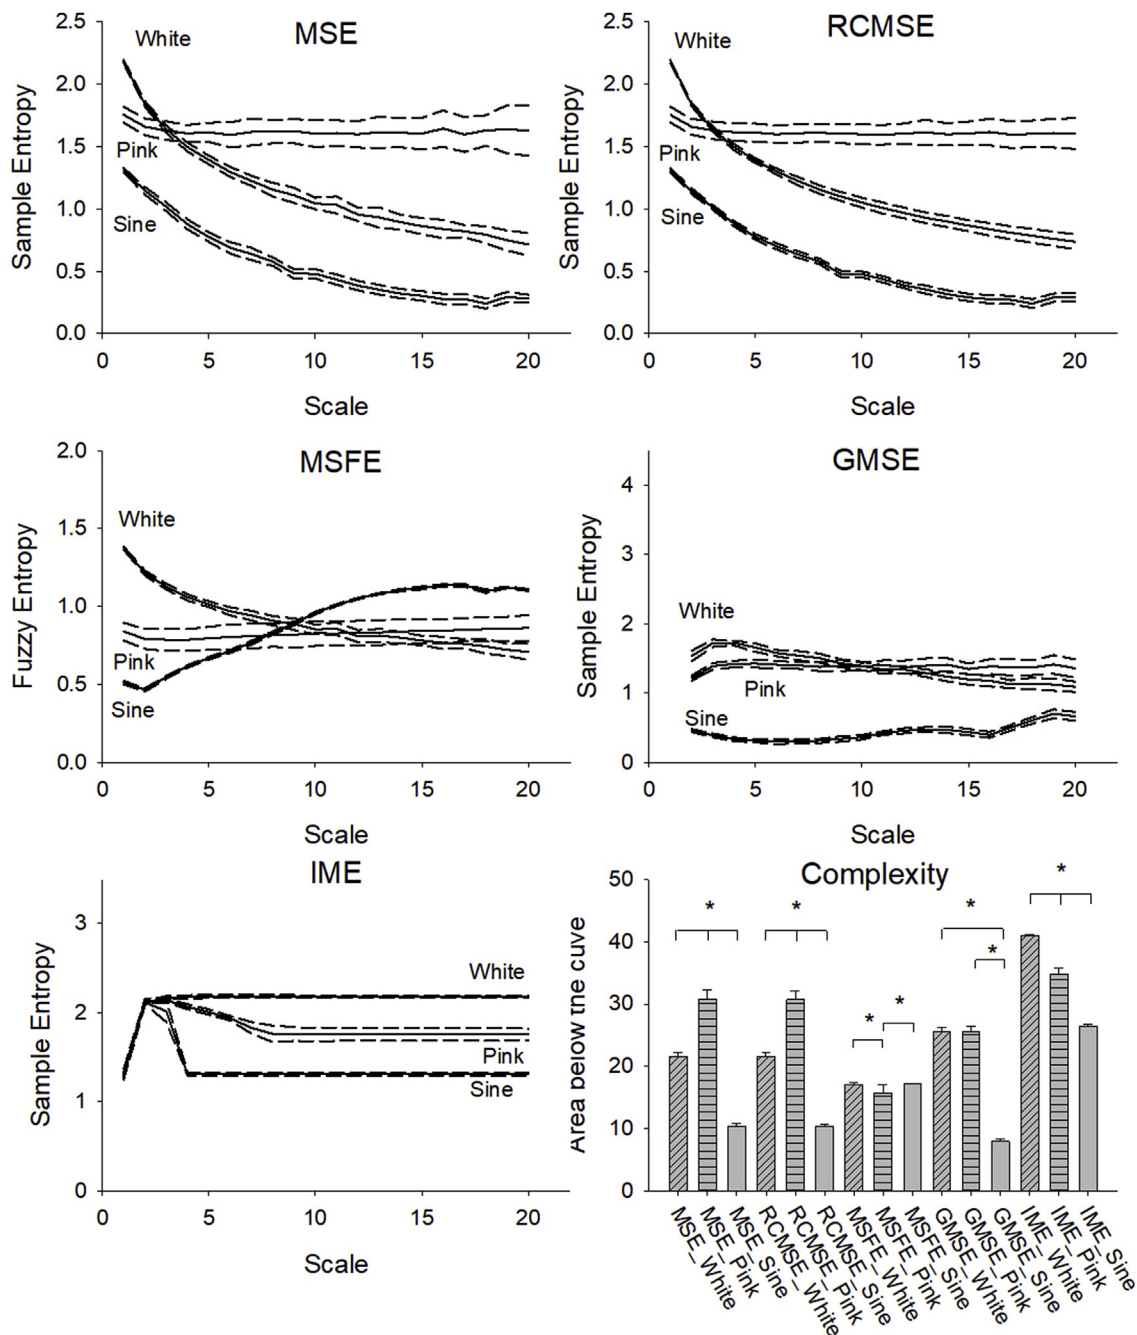 MSE
White
Pink
Sine
Sample Entropy
2.5
2.0
1.5
1.0
0.5
0.0
0 5 10 15 20
Scale
RCMSE
White
Pink
Sine
Sample Entropy
2.5
2.0
1.5
1.0
0.5
0.0
0 5 10 15 20
Scale
MSFE
White
Pink
Sine
Fuzzy Entropy
2.0
1.5
1.0
0.5
0.0
0 5 10 15 20
Scale
GMSE
White
Pink
Sine
Sample Entropy
4
3
2
1
0
0 5 10 15 20
Scale
IME
White
Pink
Sine
Sample Entropy
3
2
1
0
0 5 10 15 20
Scale
Complexity
Area below the cuve
50
40
30
20
10
0
* * * * * * *
MSE_White
MSE_Pink
MSE_Sine
RCMSE_White
RCMSE_Pink
RCMSE_Sine
MSFE_White
MSFE_Pink
MSFE_Sine
GMSE_White
GMSE_Pink
GMSE_Sine
IME_White
IME_Pink
IME_Sine